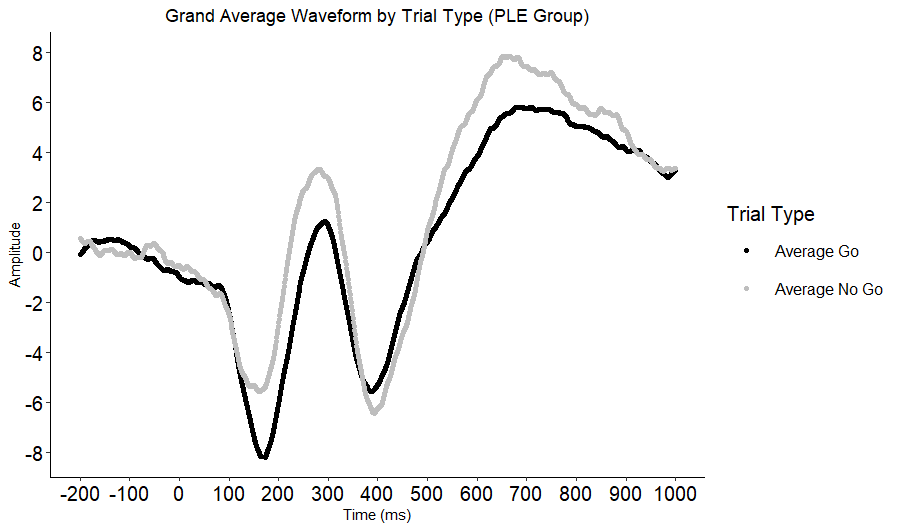 Grand Average Waveform by Trial Type (PLE Group)
8
6
4
2
0
-2
-4
-6
-8
Amplitude
-200 -100 0 100 200 300 400 500 600 700 800 900 1000
Time (ms)
Trial Type
Average Go
Average No Go